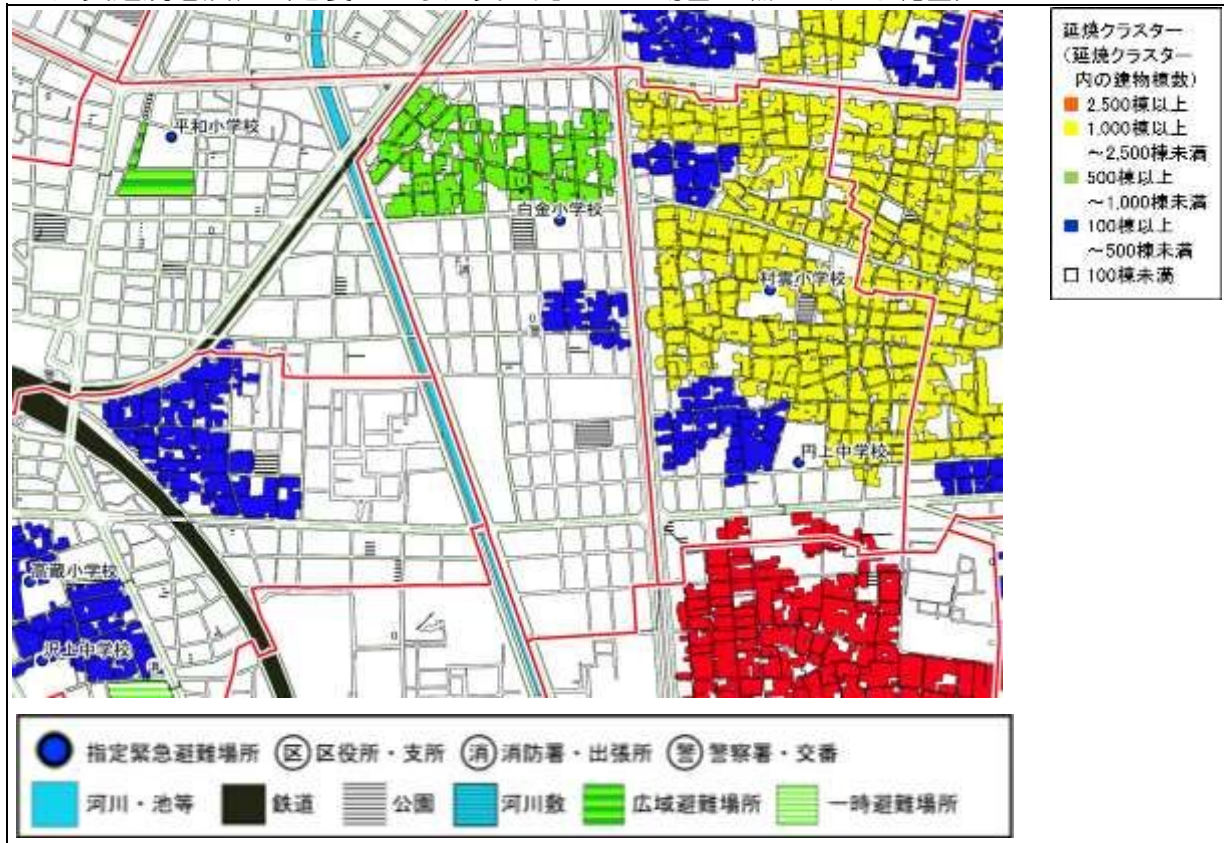 延焼クラスター
（延焼クラスター
内の建物棟数）
2,500棟以上
1,000棟以上
～2,500棟未満
500棟以上
～1,000棟未満
100棟以上
～500棟未満
100棟未満
平和小学校
白金小学校
村雲小学校
円上中学校
高蔵小学校
沢上中学校
指定緊急避難場所 区 区役所・支所 消 消防署・出張所 警 警察署・交番
河川・池等 鉄道 公園 河川敷 広域避難場所 一時避難場所